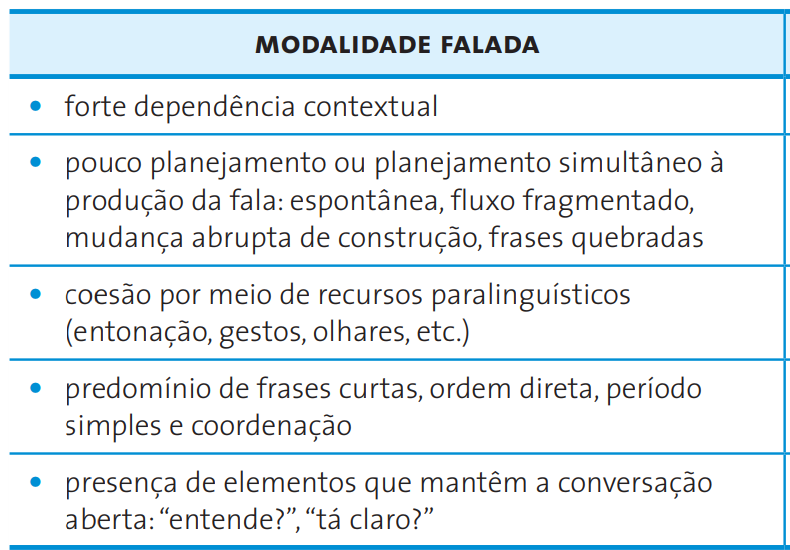 MODALIDADE FALADA
• forte dependência contextual
• pouco planejamento ou planejamento simultâneo à
produção da fala: espontânea, fluxo fragmentado,
mudança abrupta de construção, frases quebradas
• coesão por meio de recursos paralinguísticos
(entonação, gestos, olhares, etc.)
• predomínio de frases curtas, ordem direta, período
simples e coordenação
• presença de elementos que mantêm a conversação
aberta: “entende?”, “tá claro?”